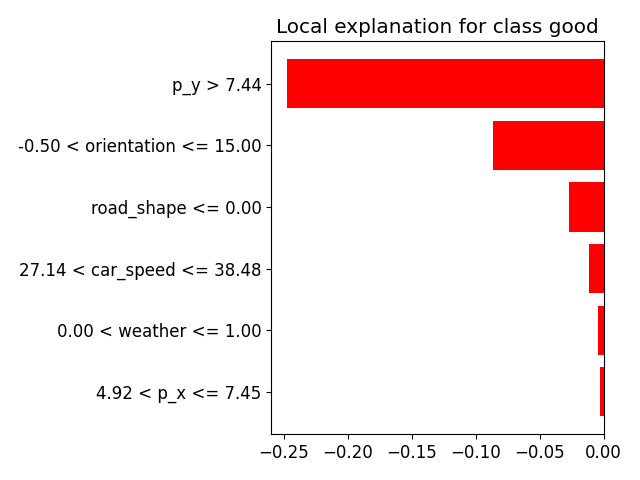 Local explanation for class good
p_y > 7.44
-0.50 < orientation <= 15.00
road_shape <= 0.00
27.14 < car_speed <= 38.48
0.00 < weather <= 1.00
4.92 < p_x <= 7.45
−0.25 −0.20 −0.15 −0.10 −0.05 0.00